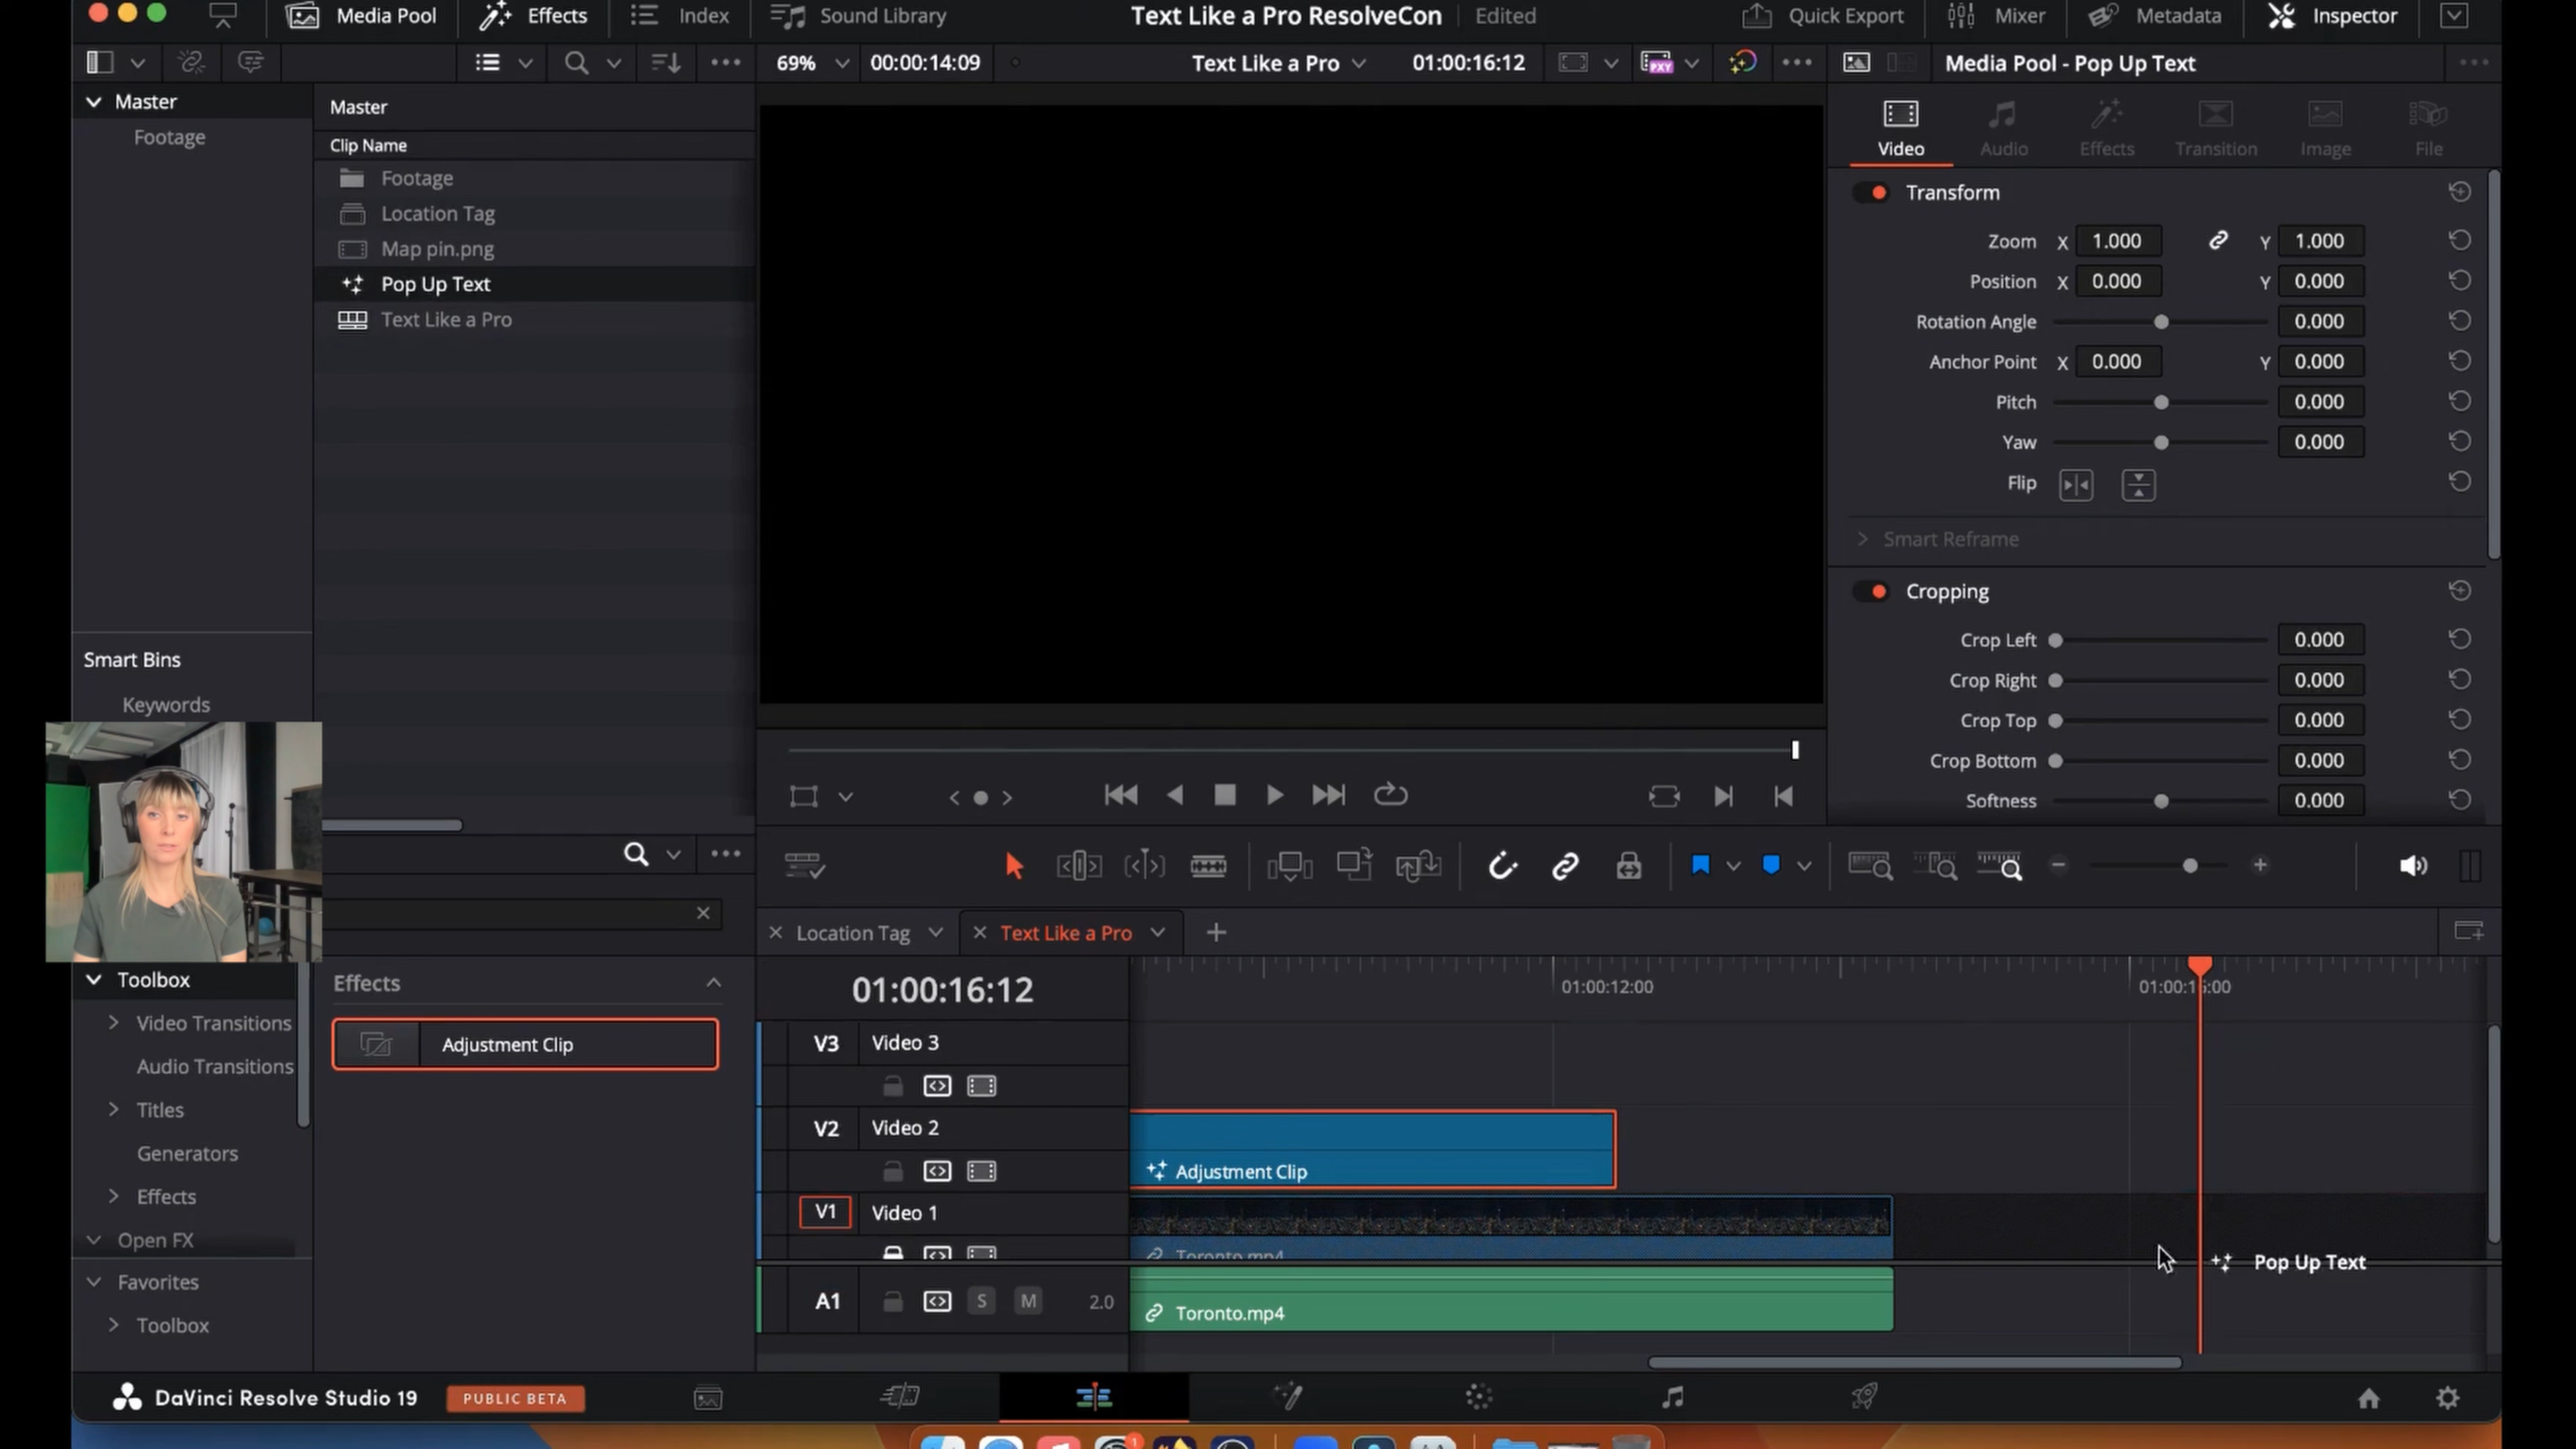 Media Pool
Effects
Index
Sound Library
Text Like a Pro ResolveCon
Edited
Quick Export
Mixer
Metadata
Inspector
69%
00:00:14:09
Text Like a Pro
01:00:16:12
PXY
Media Pool - Pop Up Text
Master
Footage
Master
Clip Name
Footage
Location Tag
Map pin.png
Pop Up Text
Text Like a Pro
Video
Audio
Effects
Transition
Image
File
Transform
Zoom X 1.000 Y 1.000
Position X 0.000 Y 0.000
Rotation Angle 0.000
Anchor Point X 0.000 Y 0.000
Pitch 0.000
Yaw 0.000
Flip
Smart Reframe
Cropping
Crop Left 0.000
Crop Right 0.000
Crop Top 0.000
Crop Bottom 0.000
Softness 0.000
Smart Bins
Keywords
Location Tag
Text Like a Pro
Toolbox
Video Transitions
Audio Transitions
Titles
Generators
Effects
Open FX
Favorites
Toolbox
Effects
Adjustment Clip
01:00:16:12
01:00:12:00
V3 Video 3
V2 Video 2
Adjustment Clip
V1 Video 1
Toronto.mp4
Pop Up Text
A1 S M 2.0
Toronto.mp4
DaVinci Resolve Studio 19
PUBLIC BETA
1